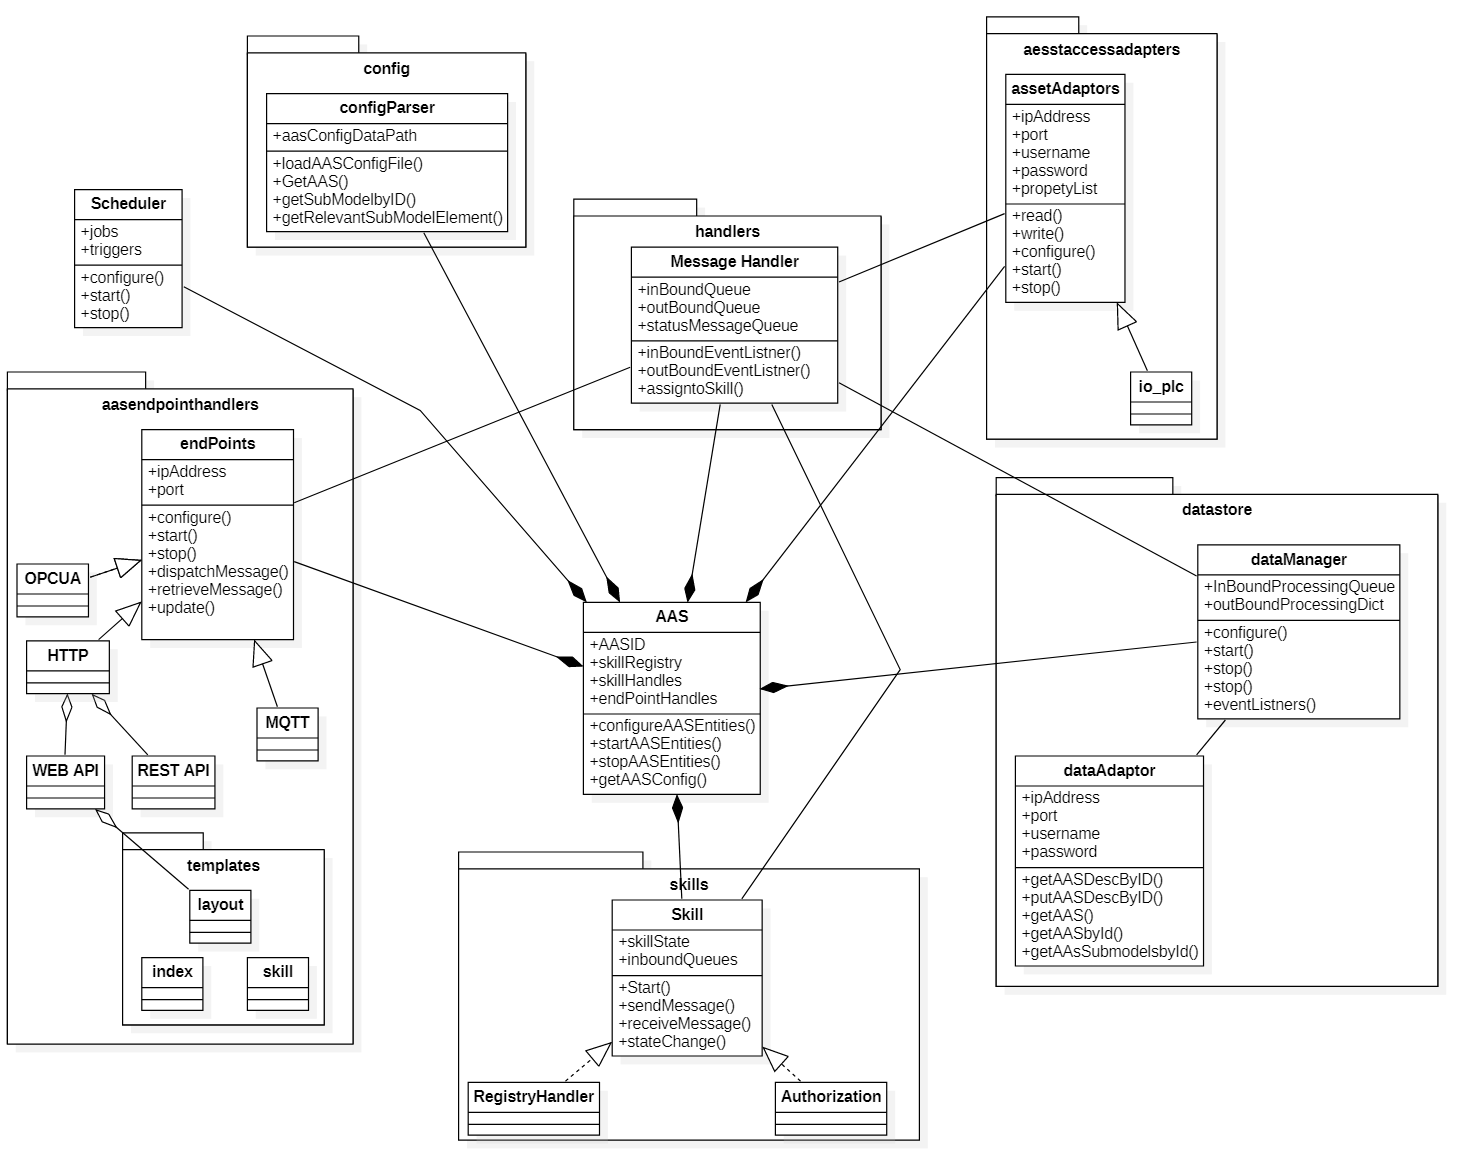 config
configParser
+aasConfigDataPath
+loadAASConfigFile()
+GetAAS()
+getSubModelbyID()
+getRelevantSubModelElement()
aesstaccessadapters
assetAdaptors
+ipAddress
+port
+username
+password
+propetyList
+read()
+write()
+configure()
+start()
+stop()
io_plc
Scheduler
+jobs
+triggers
+configure()
+start()
+stop()
handlers
Message Handler
+inBoundQueue
+outBoundQueue
+statusMessageQueue
+inBoundEventListner()
+outBoundEventListner()
+assigntoSkill()
aasendpointhandlers
endPoints
+ipAddress
+port
+configure()
+start()
+stop()
+dispatchMessage()
+retrieveMessage()
+update()
OPCUA
HTTP
MQTT
WEB API
REST API
templates
layout
index
skill
AAS
+AASID
+skillRegistry
+skillHandles
+endPointHandles
+configureAASEntities()
+startAASEntities()
+stopAASEntities()
+getAASConfig()
datastore
dataManager
+InBoundProcessingQueue
+outBoundProcessingDict
+configure()
+start()
+stop()
+stop()
+eventListners()
dataAdaptor
+ipAddress
+port
+username
+password
+getAASDescByID()
+putAASDescByID()
+getAAS()
+getAASbyId()
+getAAsSubmodelsbyId()
skills
Skill
+skillState
+inboundQueues
+Start()
+sendMessage()
+receiveMessage()
+stateChange()
RegistryHandler
Authorization